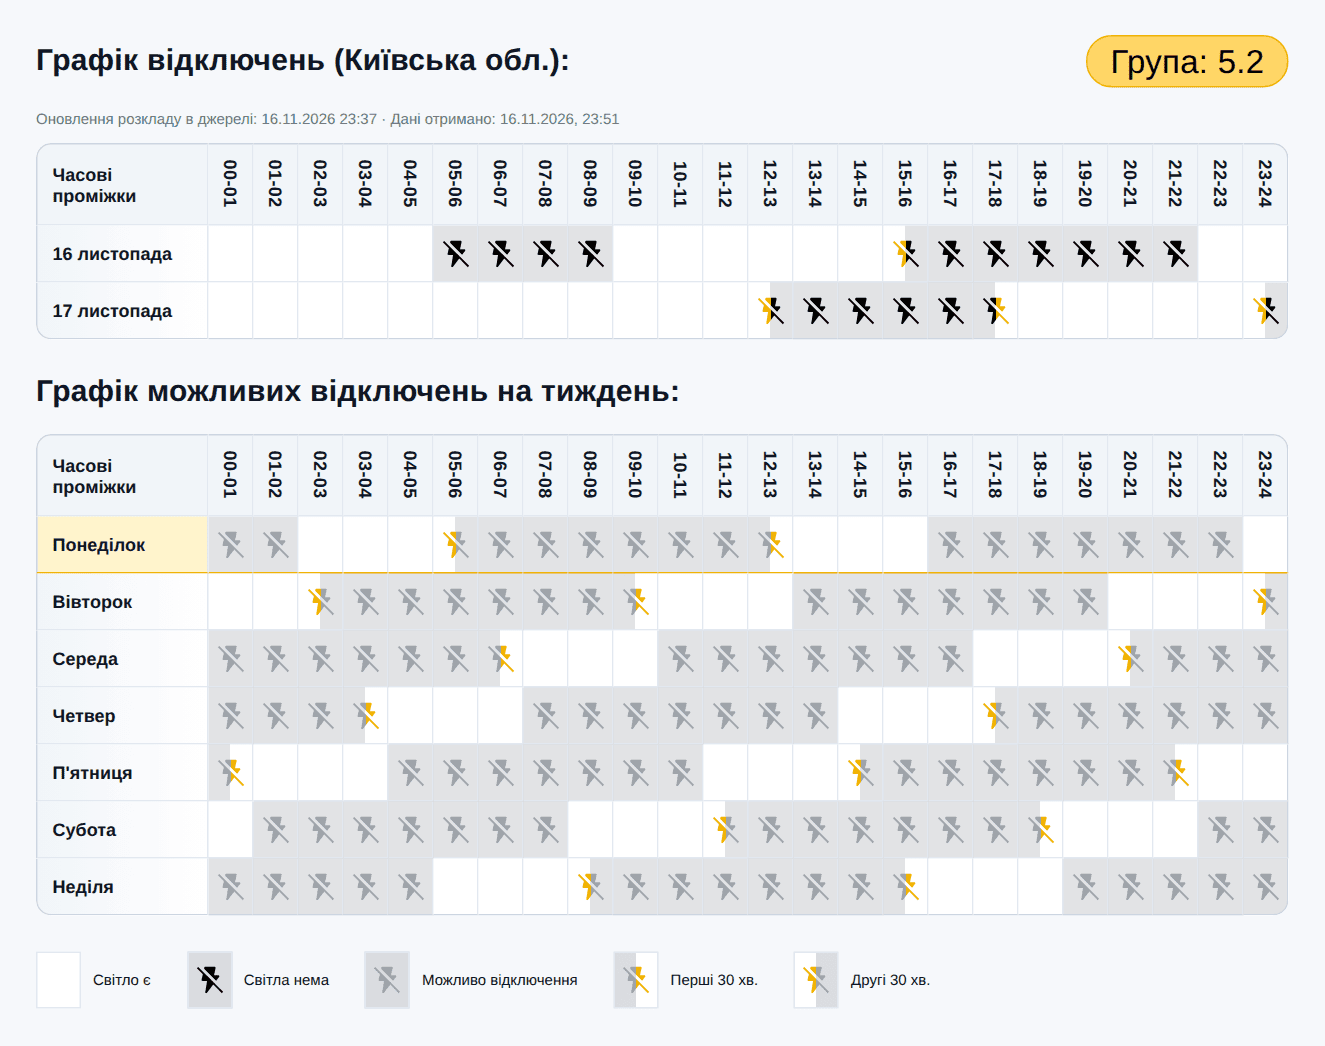 Графік відключень (Київська обл.):
Група: 5.2
Оновлення розкладу в джерелі: 16.11.2026 23:37 · Дані отримано: 16.11.2026, 23:51
Часові проміжки 00-01 01-02 02-03 03-04 04-05 05-06 06-07 07-08 08-09 09-10 10-11 11-12 12-13 13-14 14-15 15-16 16-17 17-18 18-19 19-20 20-21 21-22 22-23 23-24
16 листопада
17 листопада
Графік можливих відключень на тиждень:
Часові проміжки 00-01 01-02 02-03 03-04 04-05 05-06 06-07 07-08 08-09 09-10 10-11 11-12 12-13 13-14 14-15 15-16 16-17 17-18 18-19 19-20 20-21 21-22 22-23 23-24
Понеділок
Вівторок
Середа
Четвер
П'ятниця
Субота
Неділя
Світло є Світла нема Можливо відключення Перші 30 хв. Другі 30 хв.